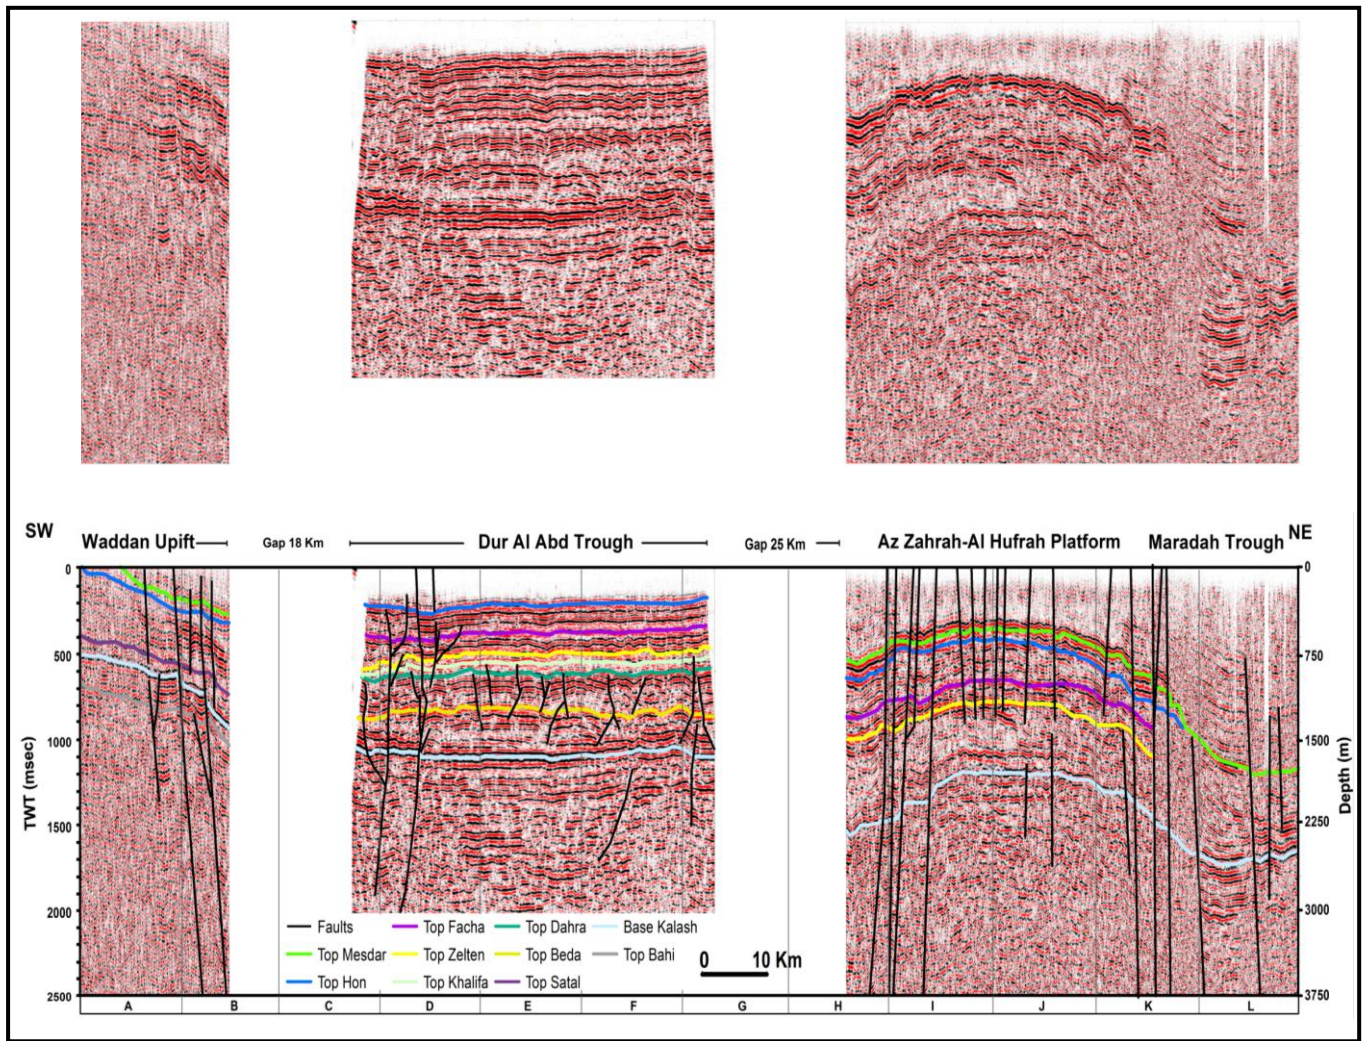 SW
Waddan Upift
Gap 18 Km
Dur Al Abd Trough
Gap 25 Km
Az Zahrah-Al Hufrah Platform
Maradah Trough
NE
0
500
1000
1500
2000
2500
TWT (msec)
0
750
1500
2250
3000
3750
Depth (m)
Faults
Top Facha
Top Dahra
Base Kalash
Top Mesdar
Top Zelten
Top Beda
Top Bahi
Top Hon
Top Khalifa
Top Satal
0 10 Km
A B C D E F G H I J K L